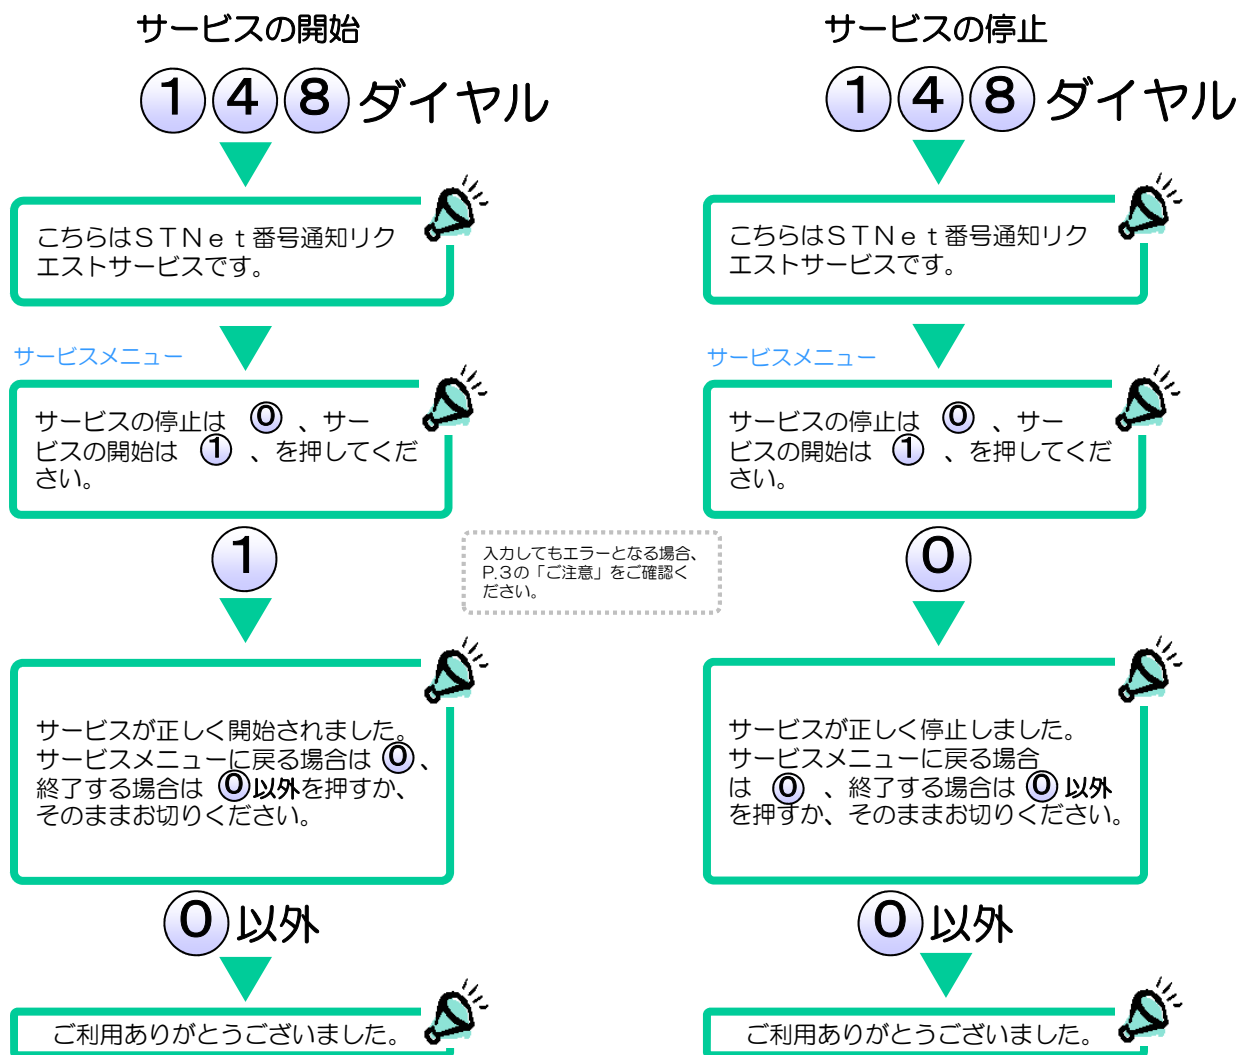 サービスの開始
①④⑧ダイヤル
こちらはSTNet番号通知リク
エストサービスです。
サービスメニュー
サービスの停止は ⓪ 、サー
ビスの開始は ① 、を押してくだ
さい。
①
サービスが正しく開始されました。
サービスメニューに戻る場合は ⓪、
終了する場合は ⓪以外を押すか、
そのままお切りください。
⓪以外
ご利用ありがとうございました。
入力してもエラーとなる場合、
P.3の「ご注意」をご確認く
ださい。
サービスの停止
①④⑧ダイヤル
こちらはSTNet番号通知リク
エストサービスです。
サービスメニュー
サービスの停止は ⓪ 、サー
ビスの開始は ① 、を押してくだ
さい。
⓪
サービスが正しく停止しました。
サービスメニューに戻る場合
は ⓪ 、終了する場合は ⓪ 以外
を押すか、そのままお切りください。
⓪以外
ご利用ありがとうございました。